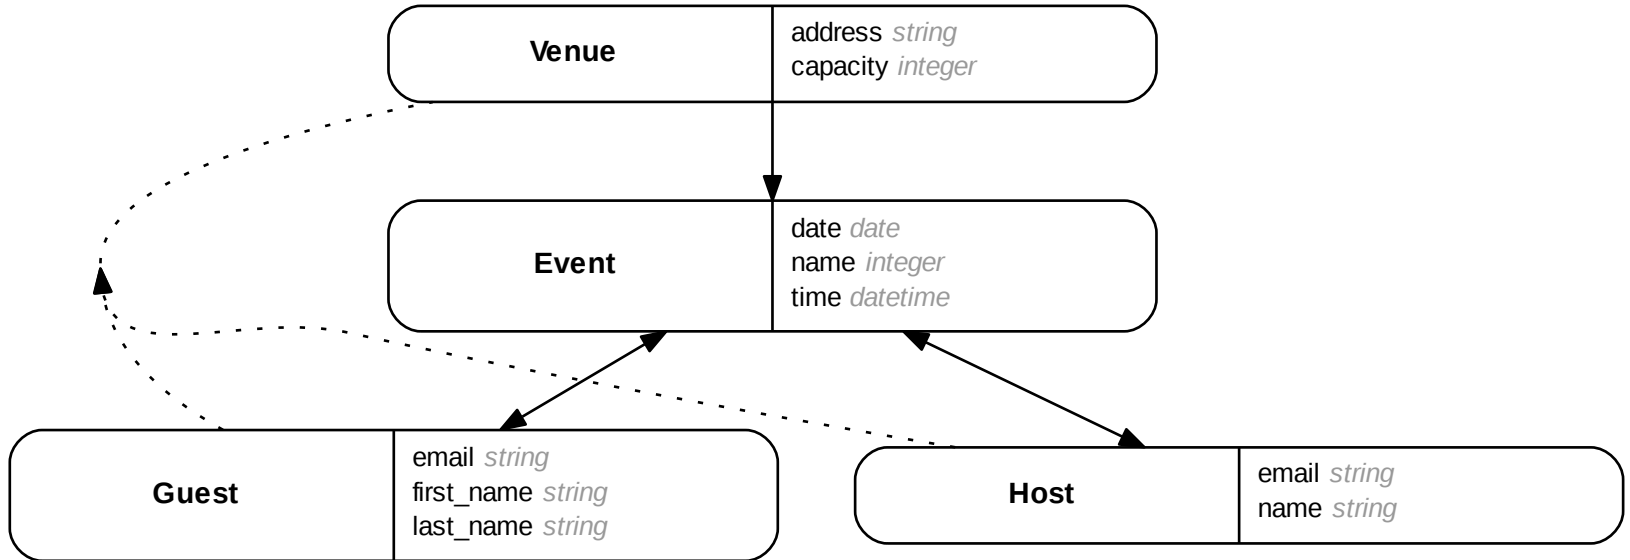 Venue
address string
capacity integer
Event
date date
name integer
time datetime
Guest
email string
first_name string
last_name string
Host
email string
name string